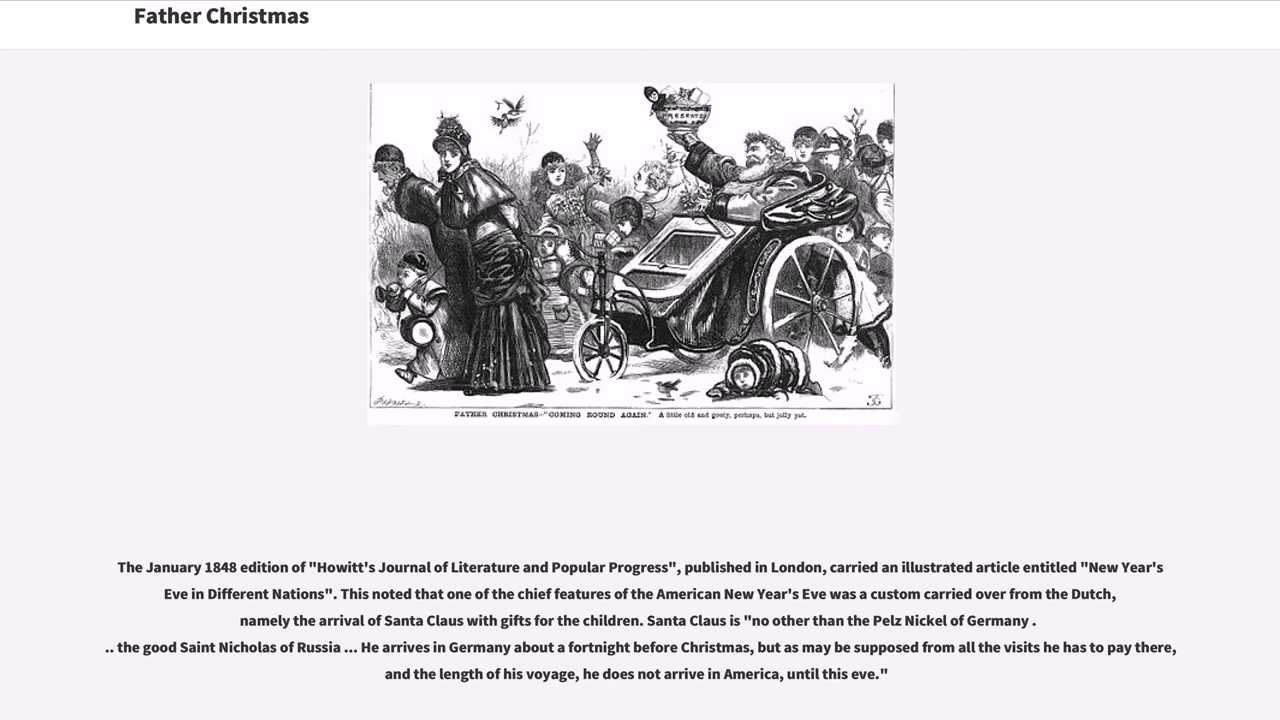 Father Christmas
PRESENTS
FATHER CHRISTMAS—"COMING ROUND AGAIN." A little old and gouty, perhaps, but jolly yet.
The January 1848 edition of "Howitt's Journal of Literature and Popular Progress", published in London, carried an illustrated article entitled "New Year's
Eve in Different Nations". This noted that one of the chief features of the American New Year's Eve was a custom carried over from the Dutch,
namely the arrival of Santa Claus with gifts for the children. Santa Claus is "no other than the Pelz Nickel of Germany .
.. the good Saint Nicholas of Russia ... He arrives in Germany about a fortnight before Christmas, but as may be supposed from all the visits he has to pay there,
and the length of his voyage, he does not arrive in America, until this eve."